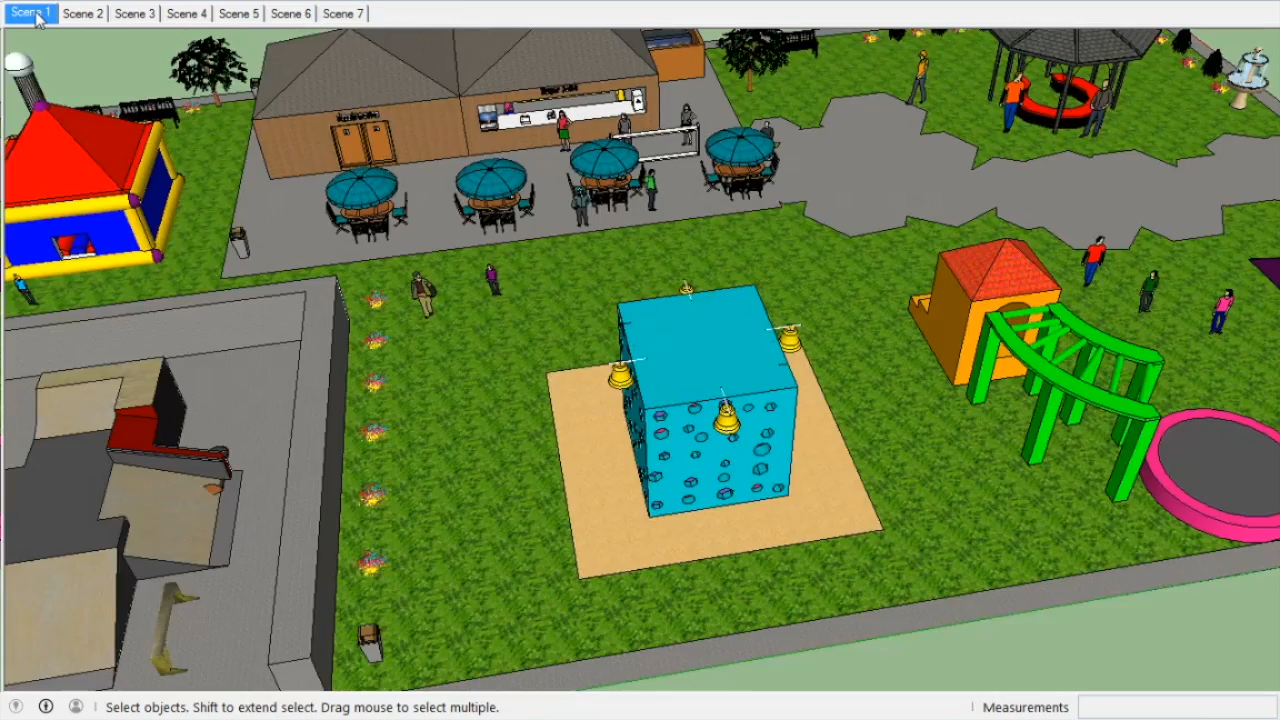 Scene 1 Scene 2 Scene 3 Scene 4 Scene 5 Scene 6 Scene 7
Select objects. Shift to extend select. Drag mouse to select multiple.
Measurements